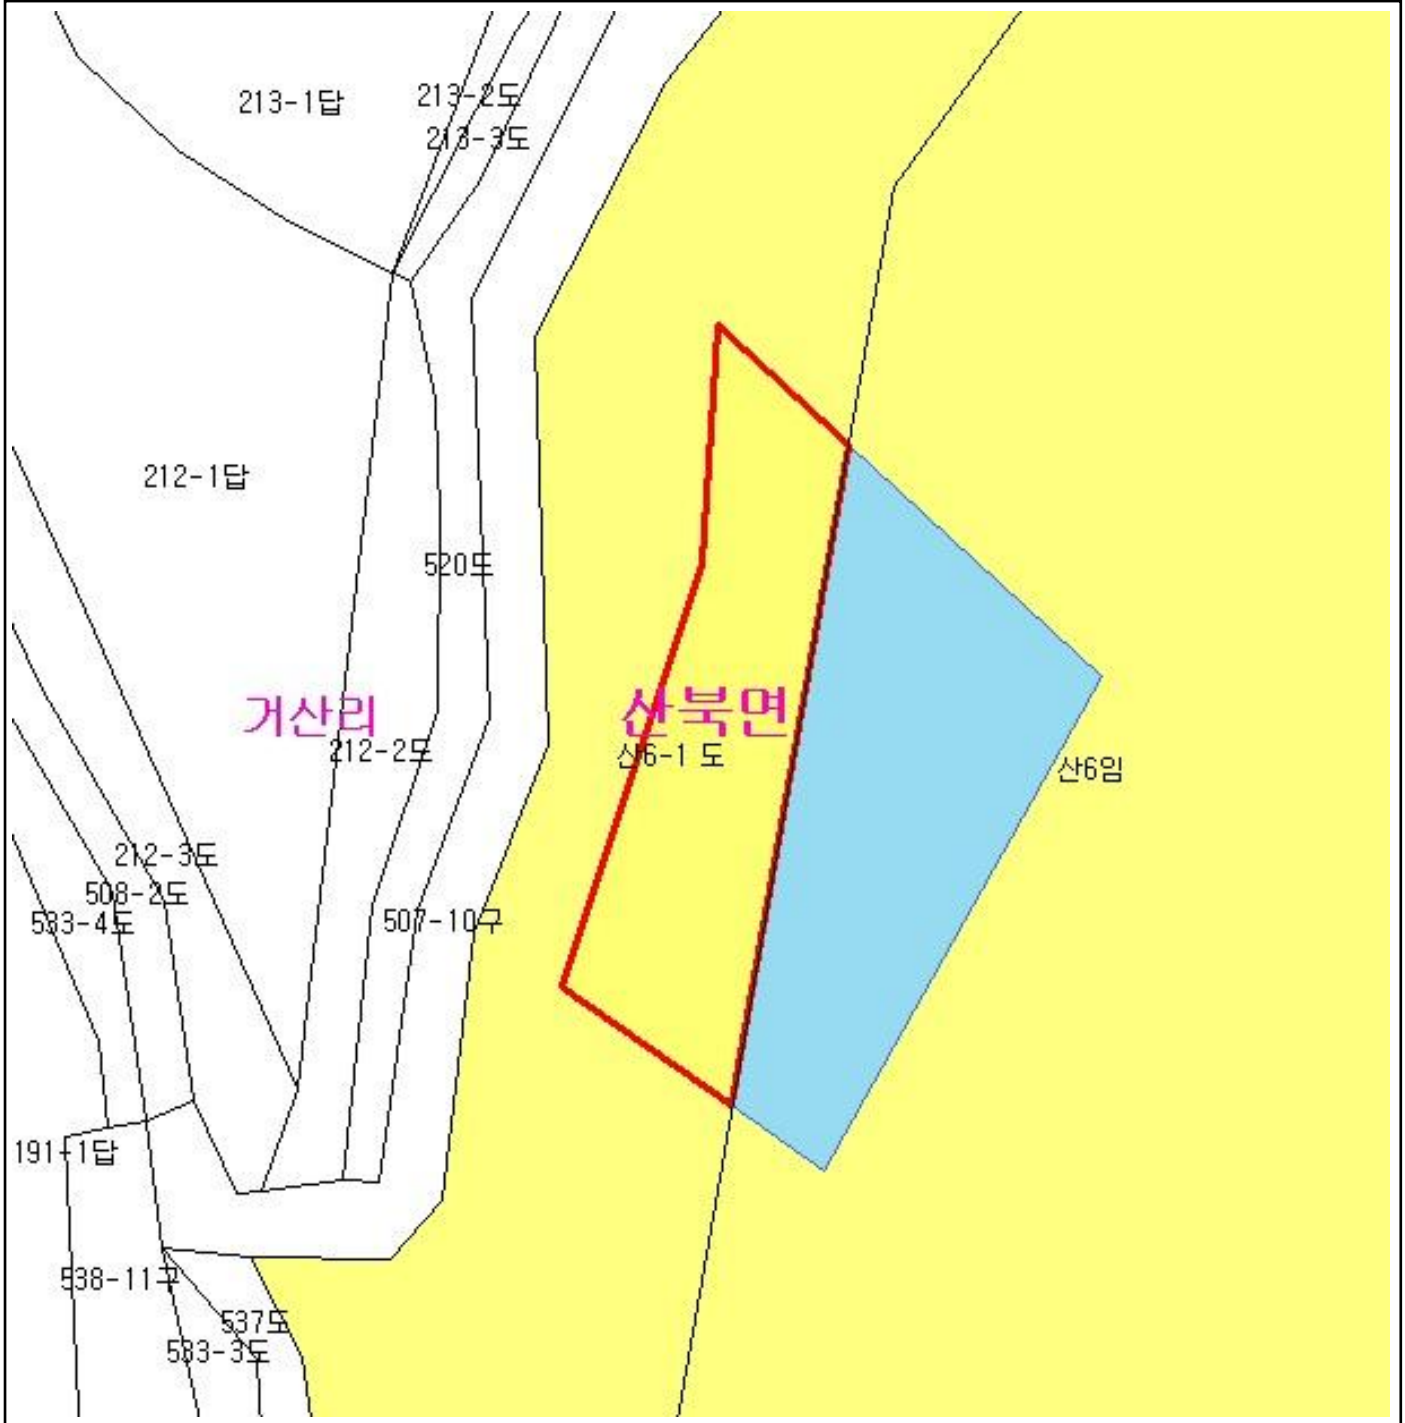 213-1답
213-2도
213-3도
212-1답
520도
거산리
산북면
212-2도
산6-1 도
산6임
212-3도
508-2도
533-4도
507-10구
191-1답
538-11구
537도
533-3도